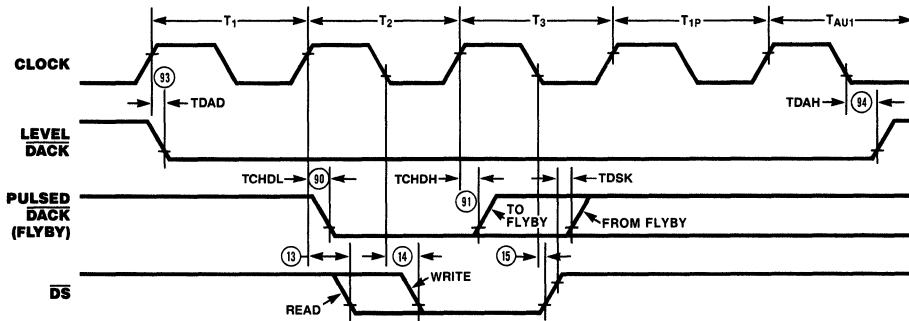 T1 T2 T3 T1P TAU1
CLOCK
93 TDAD TDAH 94
LEVEL
DACK
TCHDL 90 TCHDH TDSK
PULSED
DACK
(FLYBY)
91 TO
FLYBY
FROM FLYBY
13 14 15
WRITE
DS
READ